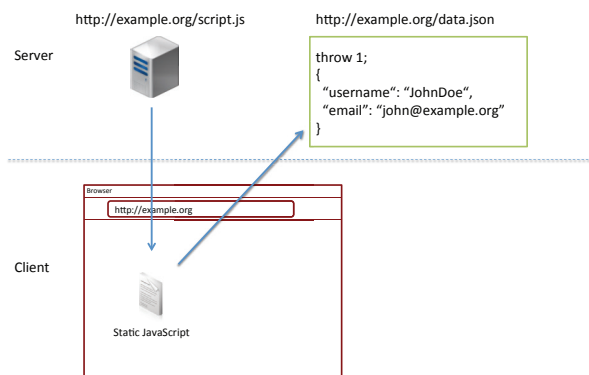 http://example.org/script.js
http://example.org/data.json
Server
throw 1;
{
“username“: “JohnDoe“,
“email”: “john@example.org”
}
Browser
http://example.org
Client
Static JavaScript